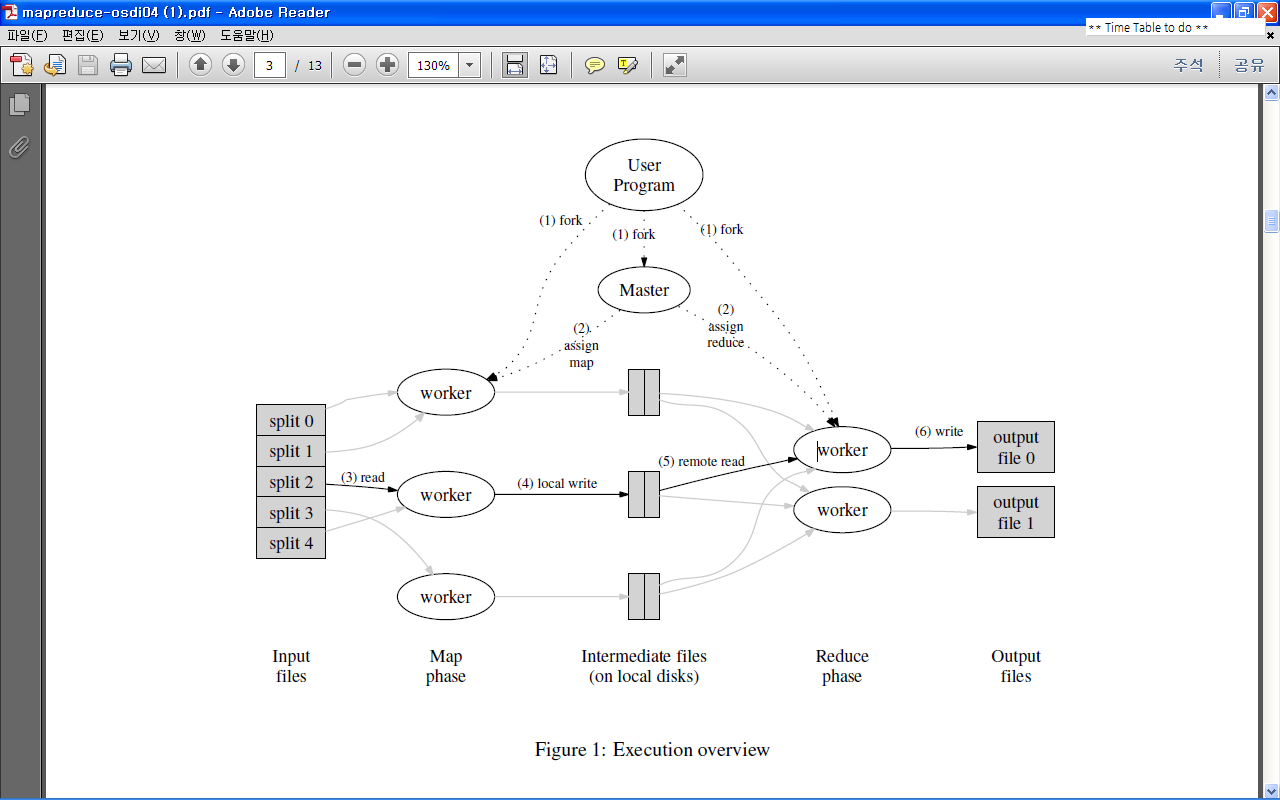 mapreduce-osdi04 (1).pdf - Adobe Reader
** Time Table to do **
파일(F) 편집(E) 보기(V) 창(W) 도움말(H)
3 / 13 130% 주석 공유
User
Program
(1) fork
(1) fork
(1) fork
Master
(2)
assign
map
(2)
assign
reduce
split 0
split 1
split 2
split 3
split 4
(3) read
worker
worker
worker
(4) local write
(5) remote read
worker
worker
(6) write
output
file 0
output
file 1
Input
files
Map
phase
Intermediate files
(on local disks)
Reduce
phase
Output
files
Figure 1: Execution overview